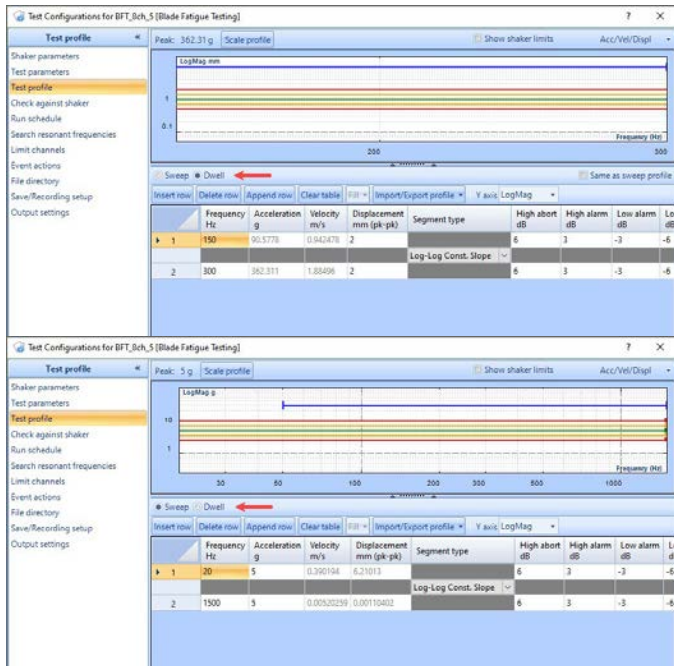 Test Configurations for BFT_8ch_5 [Blade Fatigue Testing] ? ×
Test profile «
Peak: 362.31 g Scale profile Show shaker limits Acc/Vel/Displ
Shaker parameters
Test parameters
Test profile
Check against shaker
Run schedule
Search resonant frequencies
Limit channels
Event actions
File directory
Save/Recording setup
Output settings
LogMag mm
1
0.1
Frequency (Hz)
200 300
Sweep Dwell Same as sweep profile
Insert row Delete row Append row Clear table Fill Import/Export profile Y axis LogMag
Frequency Hz Acceleration g Velocity m/s Displacement mm (pk-pk) Segment type High abort dB High alarm dB Low alarm dB Lo dB
1 150 90.5778 0.942478 2 6 3 -3 -6
Log-Log Const. Slope
2 300 362.311 1.88496 2 6 3 -3 -6
Test Configurations for BFT_8ch_5 [Blade Fatigue Testing] ? ×
Test profile «
Peak: 5 g Scale profile Show shaker limits Acc/Vel/Displ
Shaker parameters
Test parameters
Test profile
Check against shaker
Run schedule
Search resonant frequencies
Limit channels
Event actions
File directory
Save/Recording setup
Output settings
LogMag g
10
1
Frequency (Hz)
30 50 100 200 300 500 1000
Sweep Dwell
Insert row Delete row Append row Clear table Fill Import/Export profile Y axis LogMag
Frequency Hz Acceleration g Velocity m/s Displacement mm (pk-pk) Segment type High abort dB High alarm dB Low alarm dB
1 20 5 0.390194 6.21013 6 3 -3 -6
Log-Log Const. Slope
2 1500 5 0.00520259 0.00110402 6 3 -3 -6